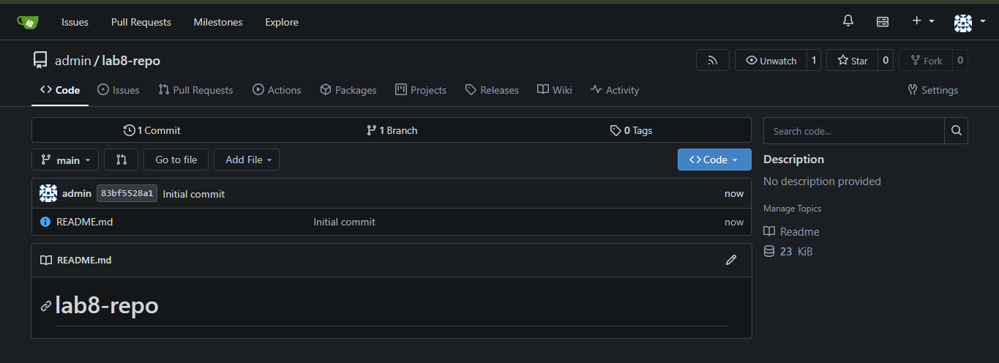 Issues Pull Requests Milestones Explore
admin / lab8-repo
Unwatch 1 Star 0 Fork 0
Code Issues Pull Requests Actions Packages Projects Releases Wiki Activity Settings
1 Commit 1 Branch 0 Tags
Search code...
main Go to file Add File Code
Description
No description provided
admin 83bf5528a1 Initial commit now
Manage Topics
README.md Initial commit now
Readme
23 KiB
README.md
lab8-repo